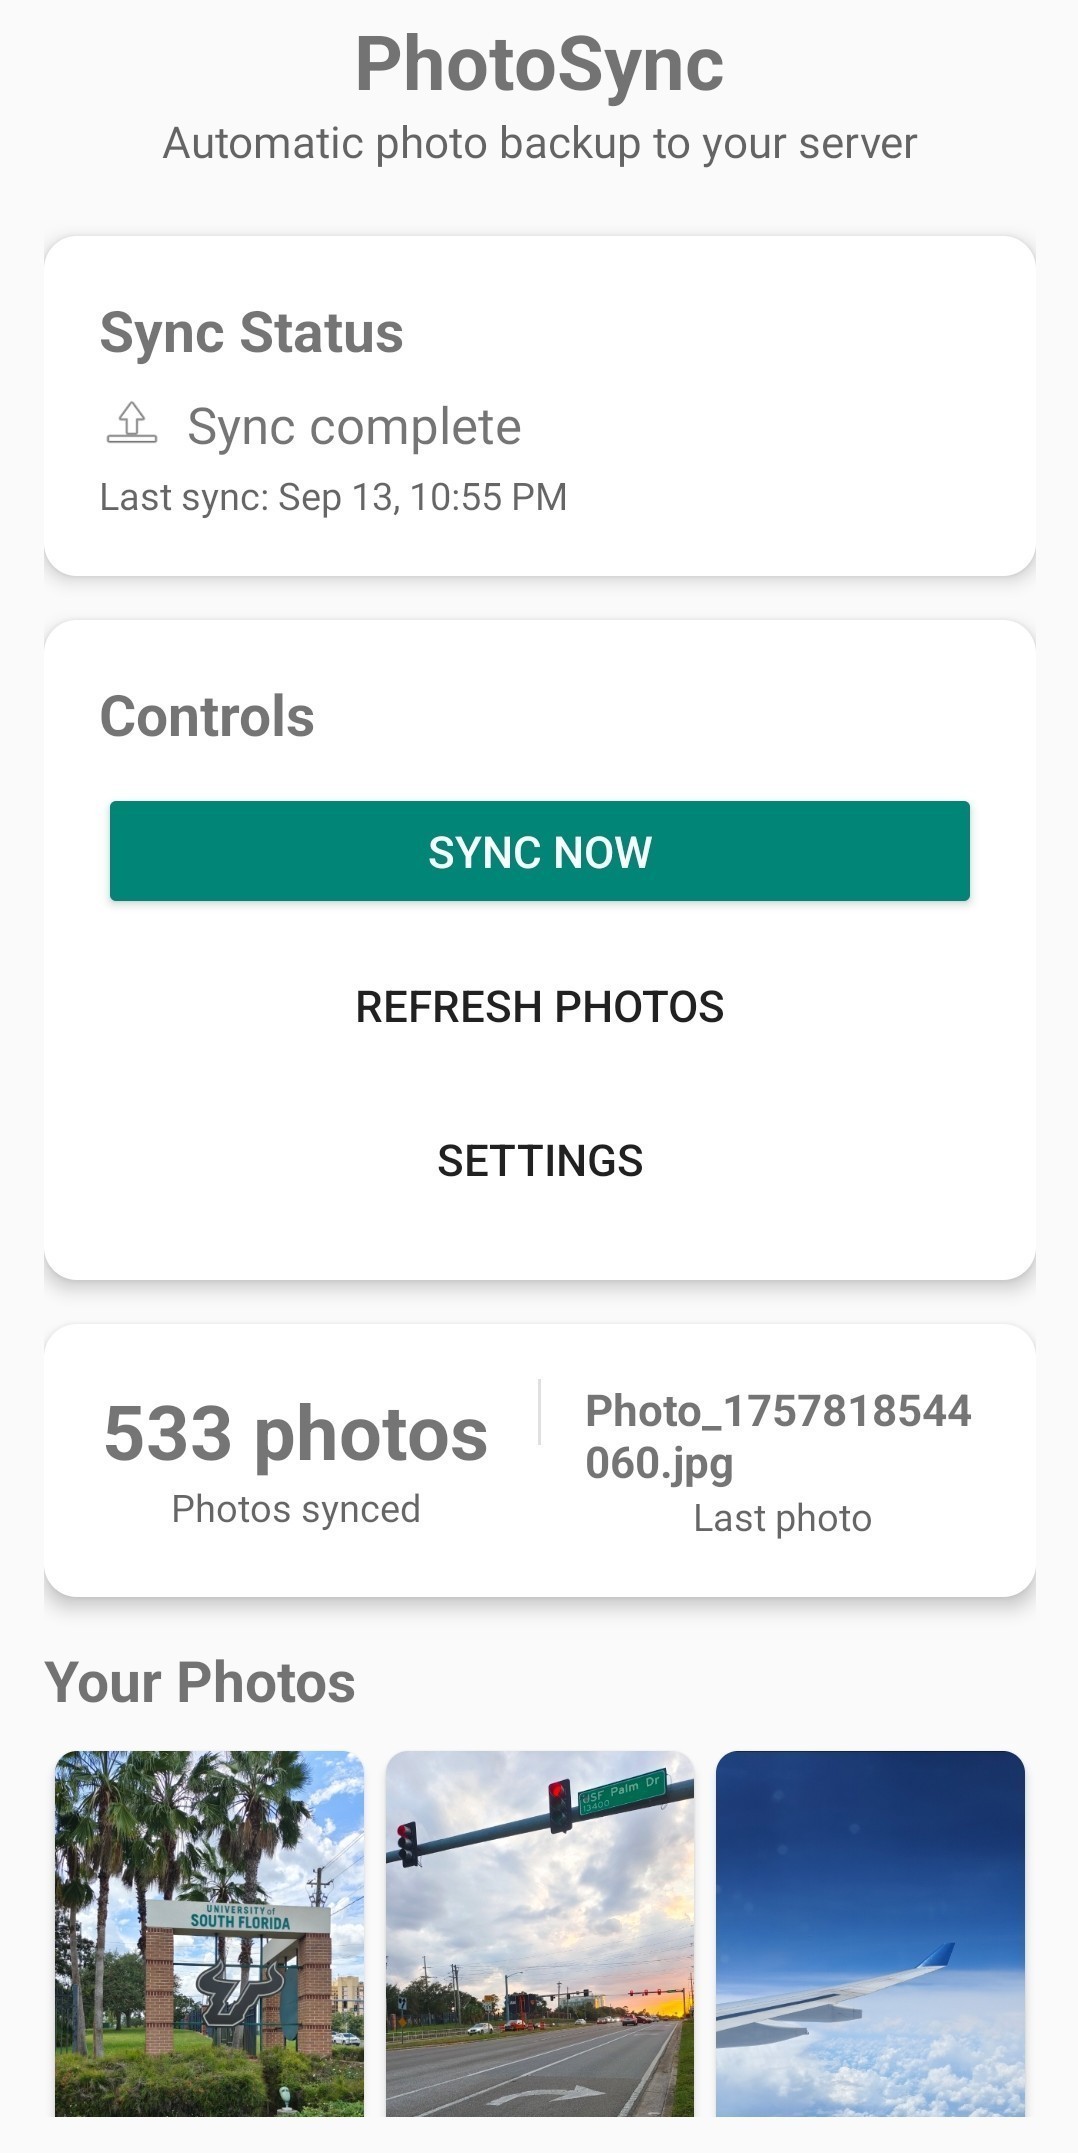 PhotoSync
Automatic photo backup to your server
Sync Status
Sync complete
Last sync: Sep 13, 10:55 PM
Controls
SYNC NOW
REFRESH PHOTOS
SETTINGS
533 photos
Photos synced
Photo_1757818544
060.jpg
Last photo
Your Photos
UNIVERSITY of
SOUTH FLORIDA
USF Palm Dr
13400